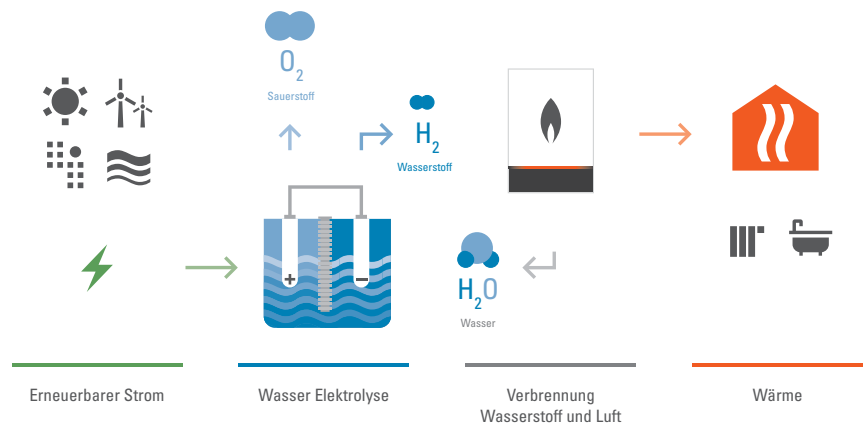 O2
Sauerstoff
H2
Wasserstoff
+
−
H2O
Wasser
Erneuerbarer Strom
Wasser Elektrolyse
Verbrennung
Wasserstoff und Luft
Wärme